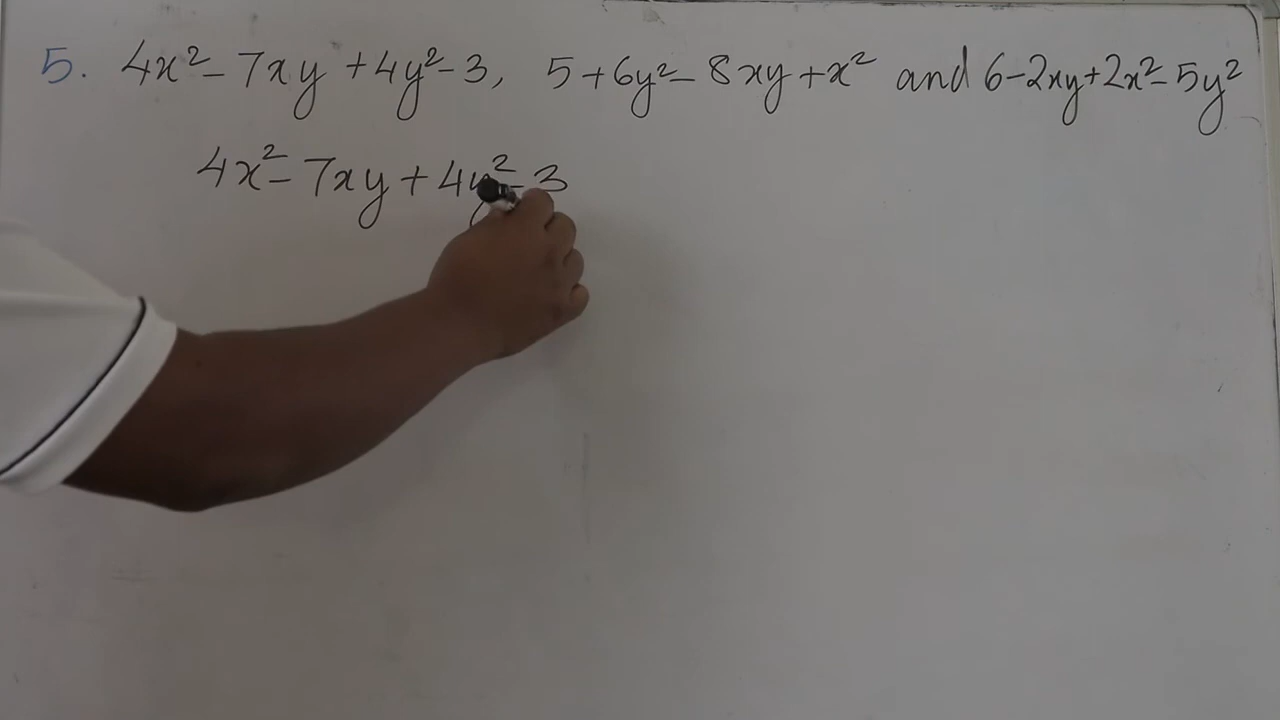 5. 4x² - 7xy + 4y² - 3, 5 + 6y² - 8xy + x² and 6 - 2xy + 2x² - 5y²
4x² - 7xy + 4y² - 3